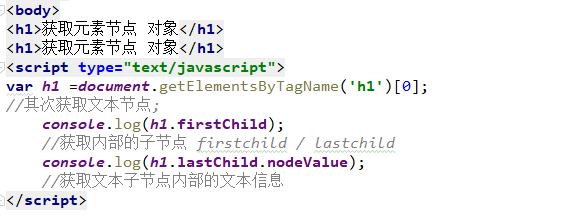 <body>
<h1>获取元素节点 对象</h1>
<h1>获取元素节点 对象</h1>
<script type="text/javascript">
var h1 =document.getElementsByTagName('h1')[0];
//其次获取文本节点;
console.log(h1.firstChild);
//获取内部的子节点 firstchild / lastchild
console.log(h1.lastChild.nodeValue);
//获取文本子节点内部的文本信息
</script>